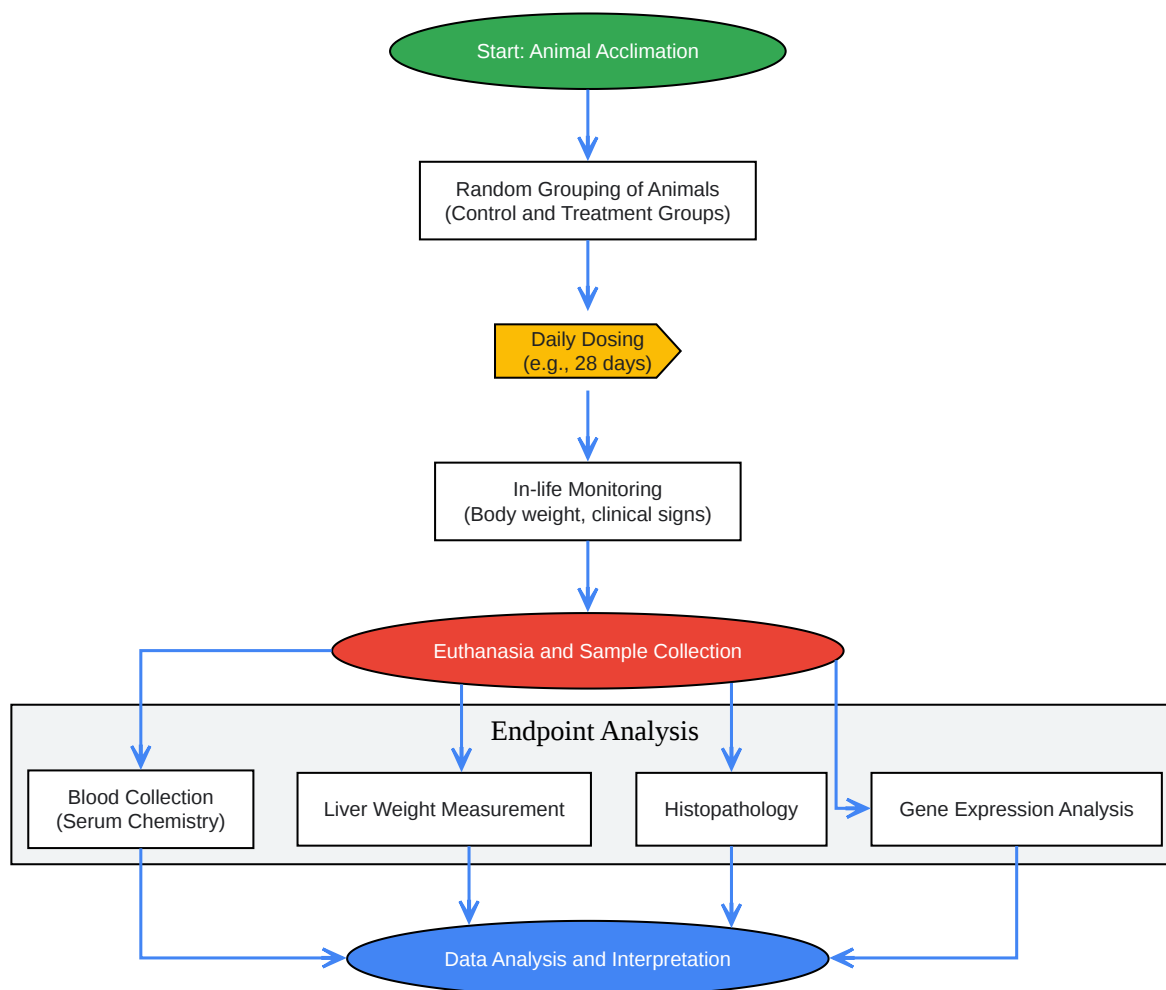 Start: Animal Acclimation
Random Grouping of Animals
(Control and Treatment Groups)
Daily Dosing
(e.g., 28 days)
In-life Monitoring
(Body weight, clinical signs)
Euthanasia and Sample Collection
Endpoint Analysis
Blood Collection
(Serum Chemistry)
Liver Weight Measurement
Histopathology
Gene Expression Analysis
Data Analysis and Interpretation